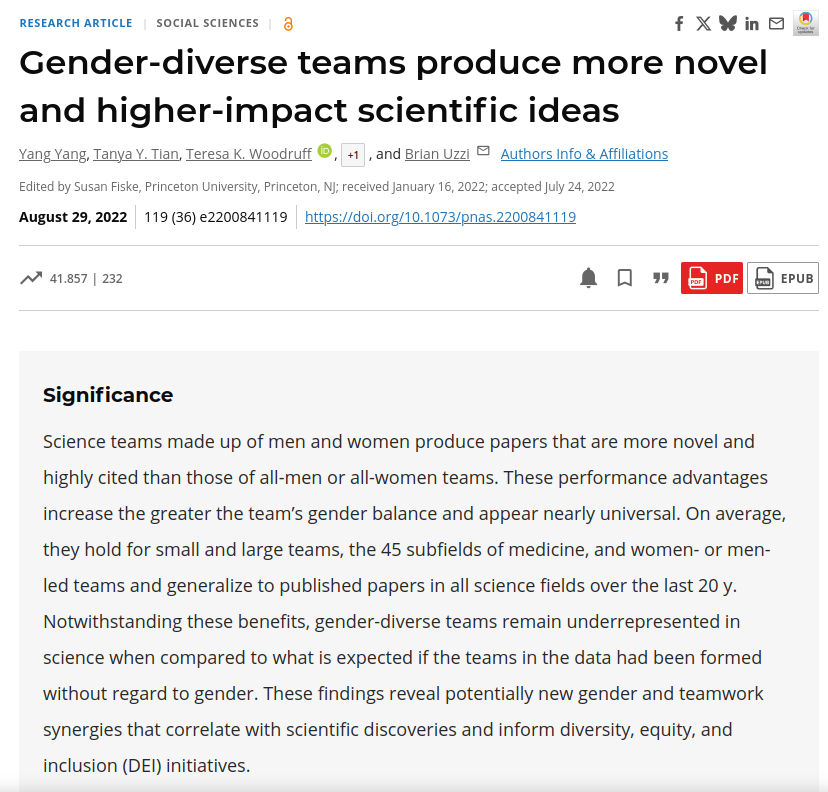 RESEARCH ARTICLE | SOCIAL SCIENCES |
Check for updates
Gender-diverse teams produce more novel
and higher-impact scientific ideas
Yang Yang, Tanya Y. Tian, Teresa K. Woodruff iD, +1, and Brian Uzzi Authors Info & Affiliations
Edited by Susan Fiske, Princeton University, Princeton, NJ; received January 16, 2022; accepted July 24, 2022
August 29, 2022 | 119 (36) e2200841119 | https://doi.org/10.1073/pnas.2200841119
41.857 | 232
PDF PDF EPUB EPUB
Significance
Science teams made up of men and women produce papers that are more novel and
highly cited than those of all-men or all-women teams. These performance advantages
increase the greater the team’s gender balance and appear nearly universal. On average,
they hold for small and large teams, the 45 subfields of medicine, and women- or men-
led teams and generalize to published papers in all science fields over the last 20 y.
Notwithstanding these benefits, gender-diverse teams remain underrepresented in
science when compared to what is expected if the teams in the data had been formed
without regard to gender. These findings reveal potentially new gender and teamwork
synergies that correlate with scientific discoveries and inform diversity, equity, and
inclusion (DEI) initiatives.